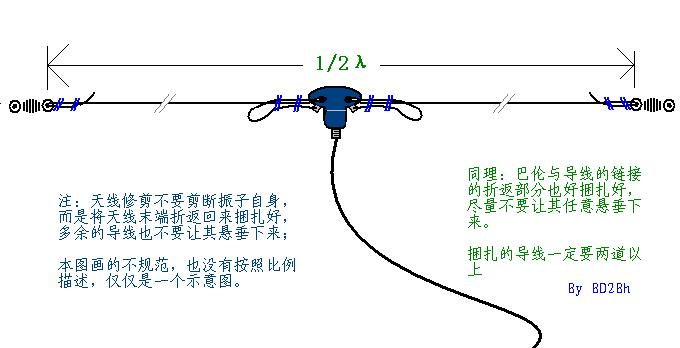 1/2 λ
注：天线修剪不要剪断振子自身，
而是将天线末端折返回来捆扎好，
多余的导线也不要让其悬垂下来；
本图画的不规范，也没有按照比例
描述，仅仅是一个示意图。
同理：巴伦与导线的链接
的折返部分也好捆扎好，
尽量不要让其任意悬垂下
来。
捆扎的导线一定要两道以
上
By BD2Bh